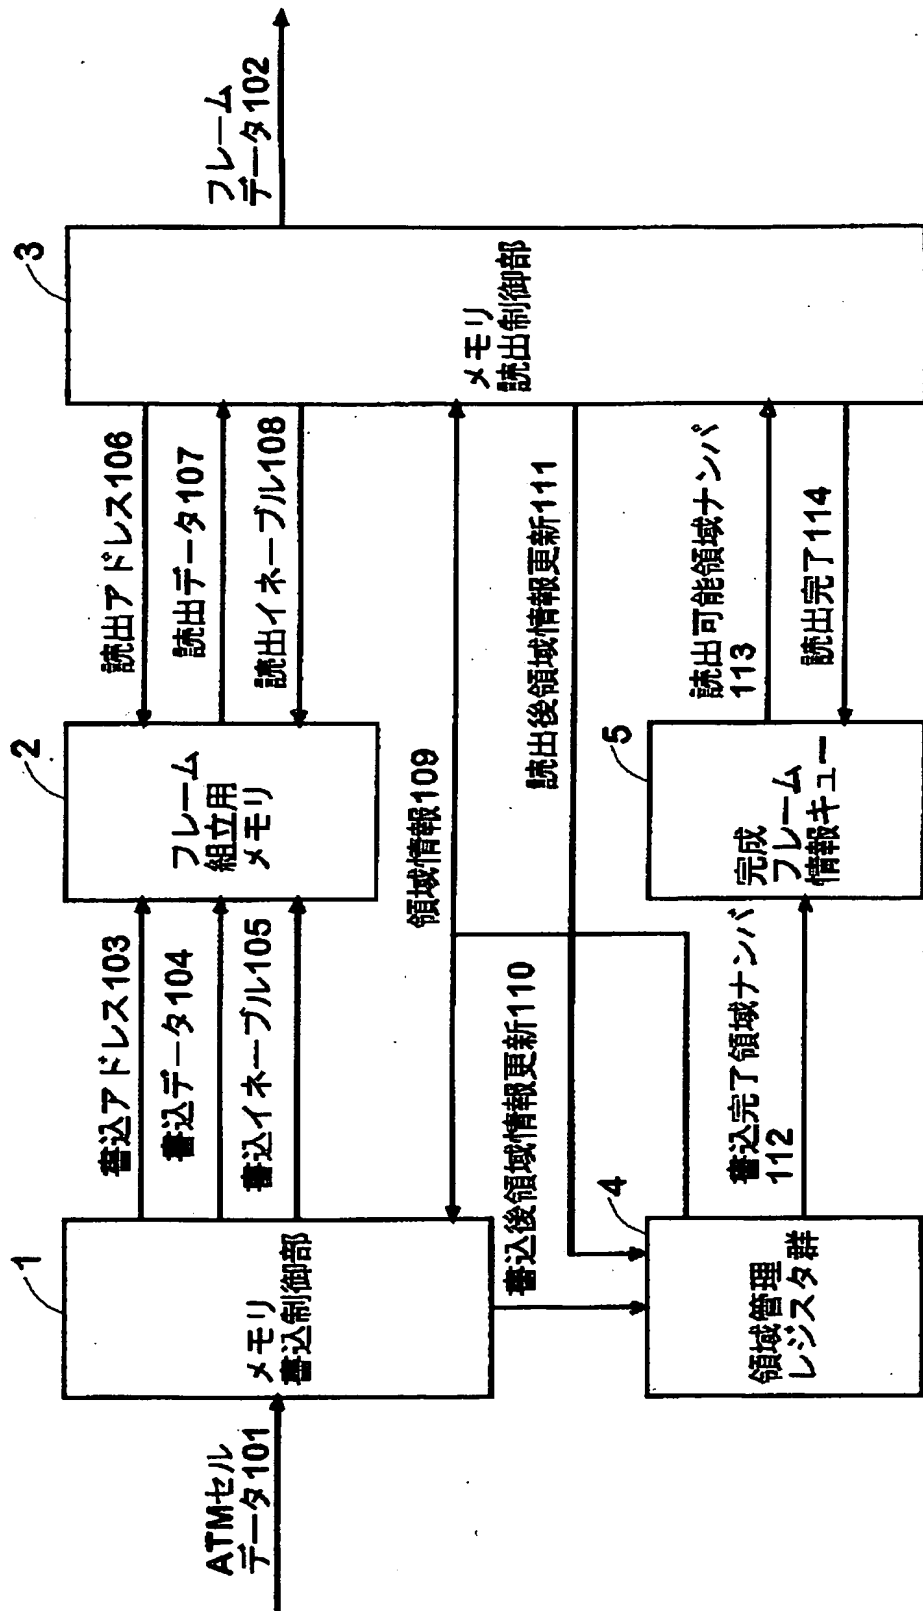 ATMセル
データ101
1
メモリ
書込制御部
書込アドレス103
書込データ104
書込イネーブル105
2
フレーム
組立用
メモリ
読出アドレス106
読出データ107
読出イネーブル108
3
メモリ
読出制御部
フレーム
データ102
領域情報109
書込後領域情報更新110
読出後領域情報更新111
4
領域管理
レジスタ群
書込完了領域ナンバ
112
5
完成
フレーム
情報キュー
読出可能領域ナンバ
113
読出完了114